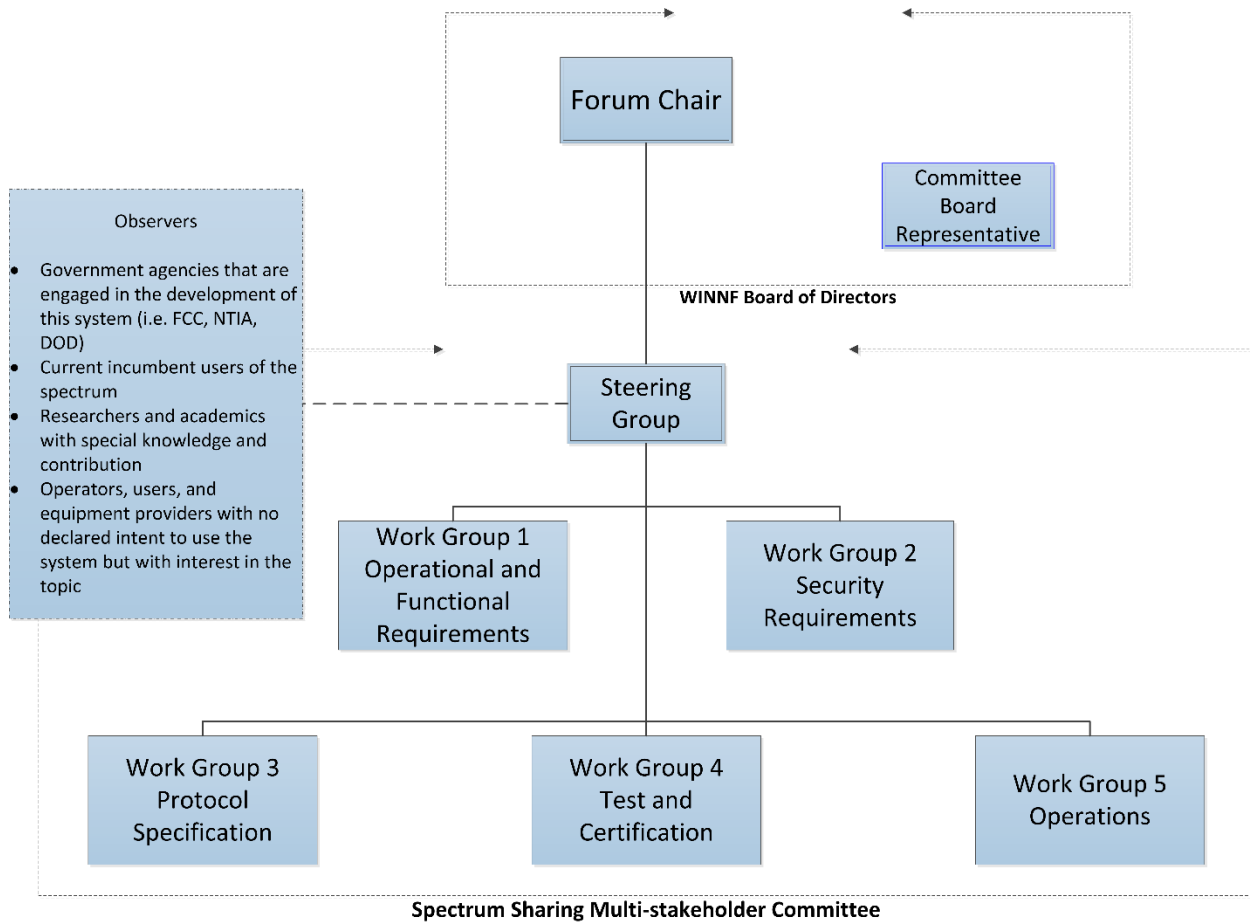 Forum Chair
Committee
Board
Representative
WINNF Board of Directors
Observers
● Government agencies that are
engaged in the development of
this system (i.e. FCC, NTIA,
DOD)
● Current incumbent users of the
spectrum
● Researchers and academics
with special knowledge and
contribution
● Operators, users, and
equipment providers with no
declared intent to use the
system but with interest in the
topic
Steering
Group
Work Group 1
Operational and
Functional
Requirements
Work Group 2
Security
Requirements
Work Group 3
Protocol
Specification
Work Group 4
Test and
Certification
Work Group 5
Operations
Spectrum Sharing Multi-stakeholder Committee